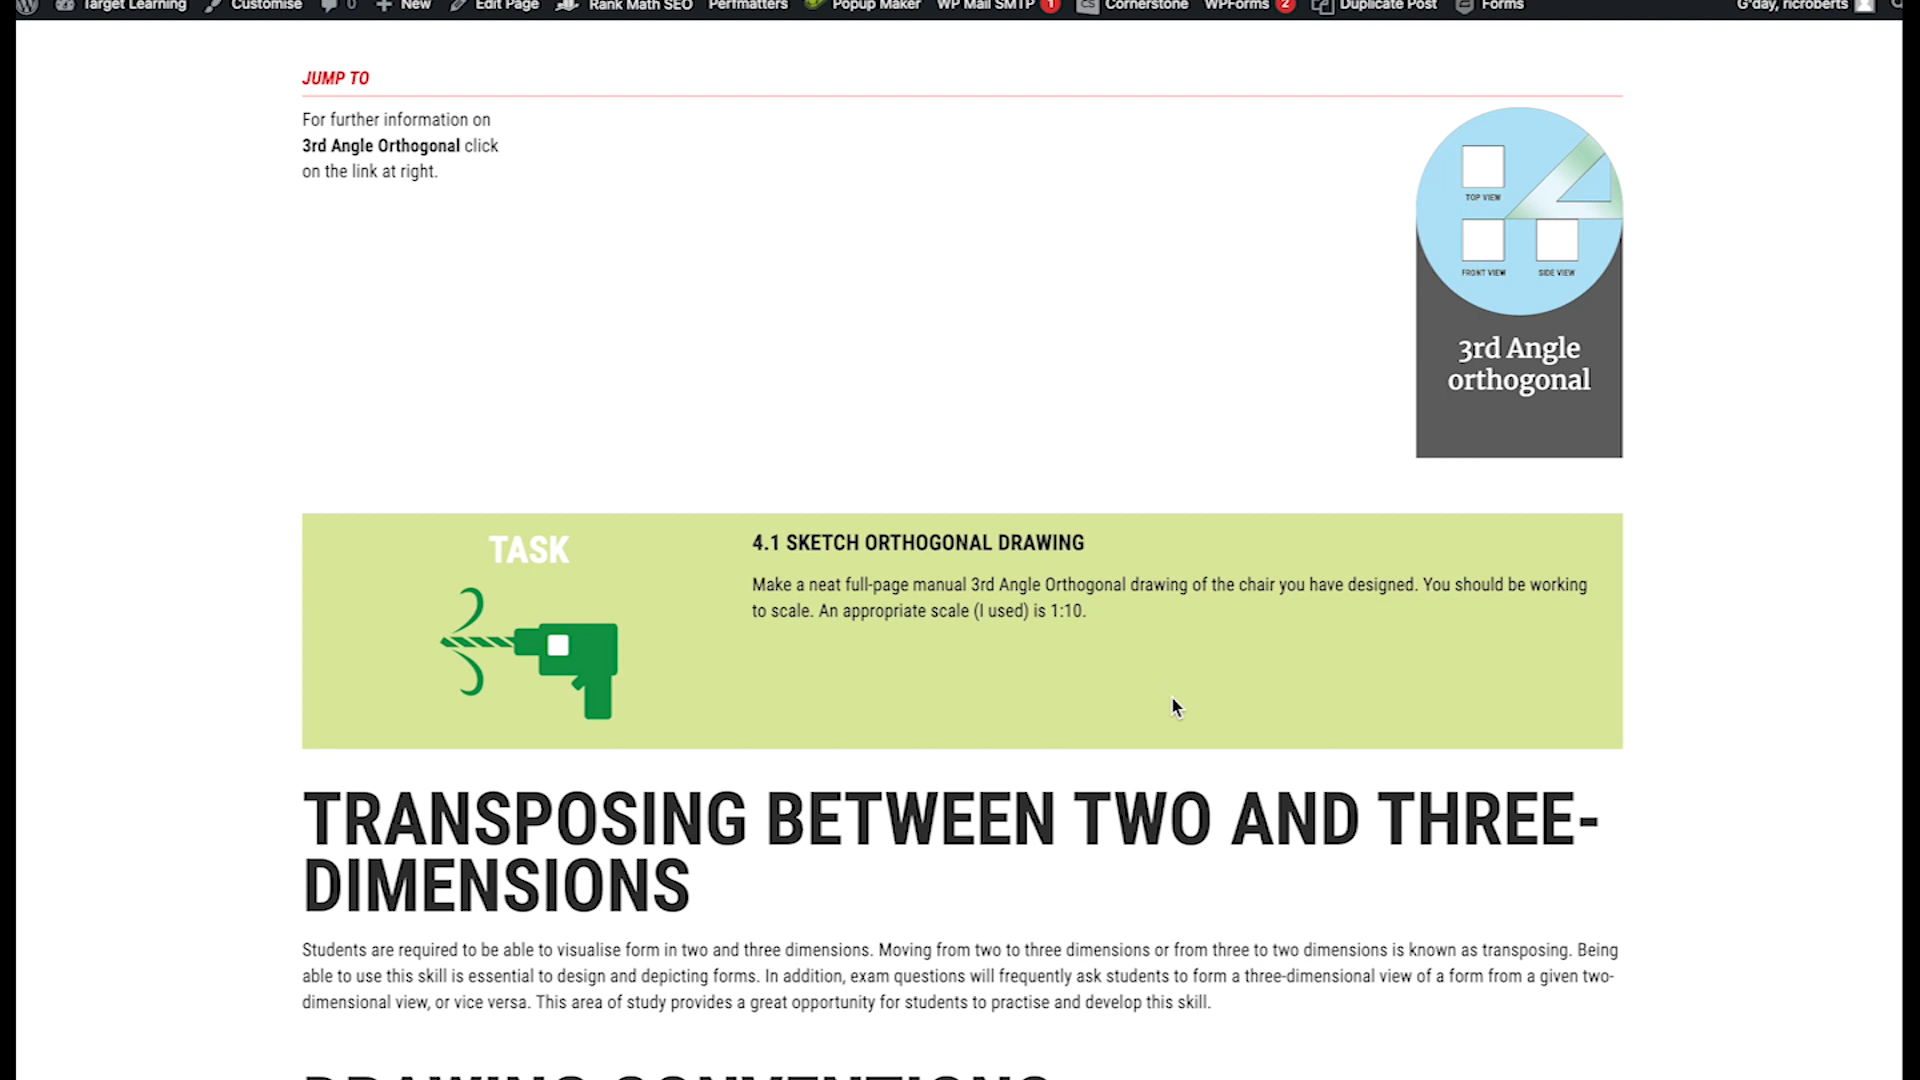 Target Learning Customise 0 New Edit Page Rank Math SEO Perfmatters Popup Maker WP Mail SMTP 1 CS Cornerstone WPForms 2 Duplicate Post Forms G'day, ricroberts
JUMP TO
For further information on
3rd Angle Orthogonal click
on the link at right.
TOP VIEW
FRONT VIEW SIDE VIEW
3rd Angle
orthogonal
TASK
4.1 SKETCH ORTHOGONAL DRAWING
Make a neat full-page manual 3rd Angle Orthogonal drawing of the chair you have designed. You should be working
to scale. An appropriate scale (I used) is 1:10.
TRANSPOSING BETWEEN TWO AND THREE-
DIMENSIONS
Students are required to be able to visualise form in two and three dimensions. Moving from two to three dimensions or from three to two dimensions is known as transposing. Being
able to use this skill is essential to design and depicting forms. In addition, exam questions will frequently ask students to form a three-dimensional view of a form from a given two-
dimensional view, or vice versa. This area of study provides a great opportunity for students to practise and develop this skill.
DRAWING CONVENTIONS